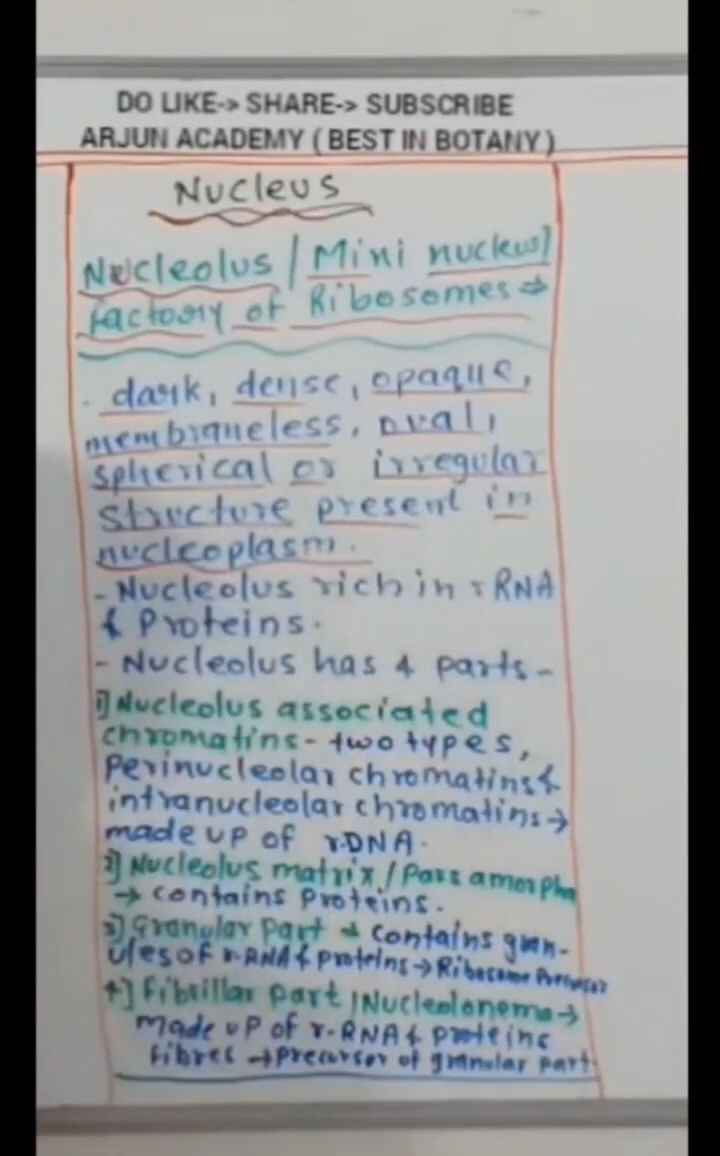 DO LIKE-> SHARE-> SUBSCRIBE
ARJUN ACADEMY ( BEST IN BOTANY )
Nucleus
Nucleolus / Mini nucleus/
factory of Ribosomes ⇒
. dark, dense, opaque,
membraneless, oval,
spherical or irregular
structure present in
nucleoplasm.
- Nucleolus rich in rRNA
& Proteins.
- Nucleolus has 4 parts -
1] Nucleolus associated
chromatins - two types,
Perinucleolar chromatins &
intranucleolar chromatins →
made up of rDNA.
2] Nucleolus matrix / Pars amorpha
→ contains Proteins.
3] Granular Part → Contains gran-
ules of r-RNA & proteins → Ribosome Precursor
4] Fibrillar part / Nucleolonema →
made up of r-RNA & proteins
fibres → precursor of granular part